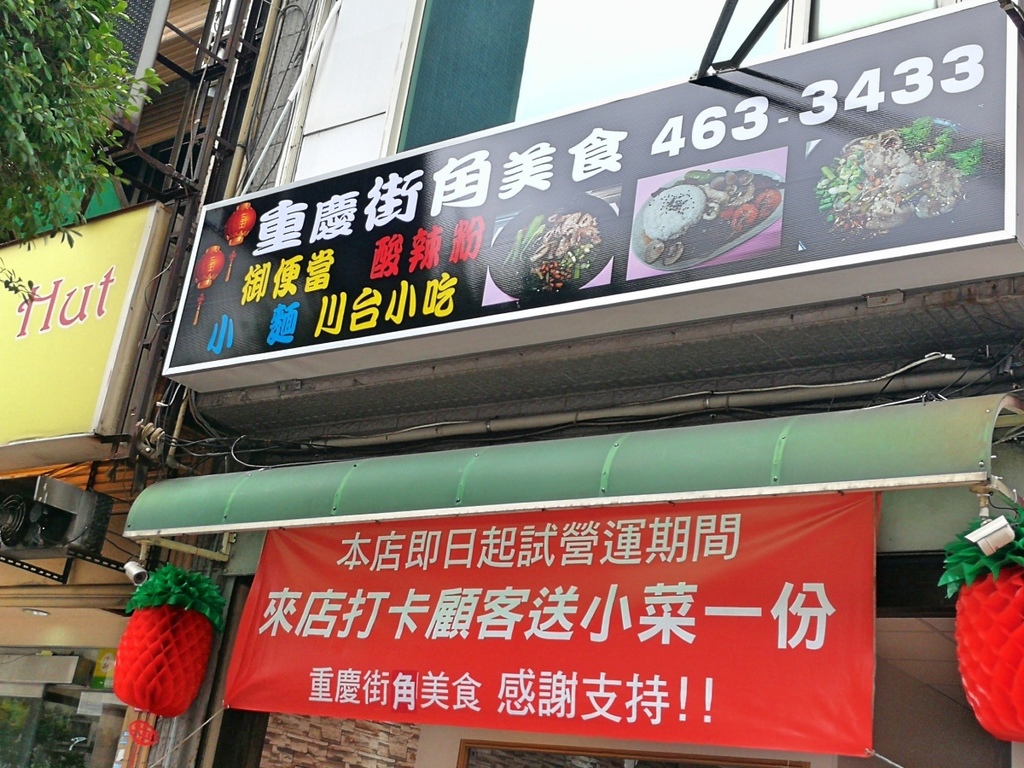 重慶街角美食 463-3433
御便當 酸辣粉
小麵 川台小吃
Hut
本店即日起試營運期間
來店打卡顧客送小菜一份
重慶街角美食 感謝支持!!